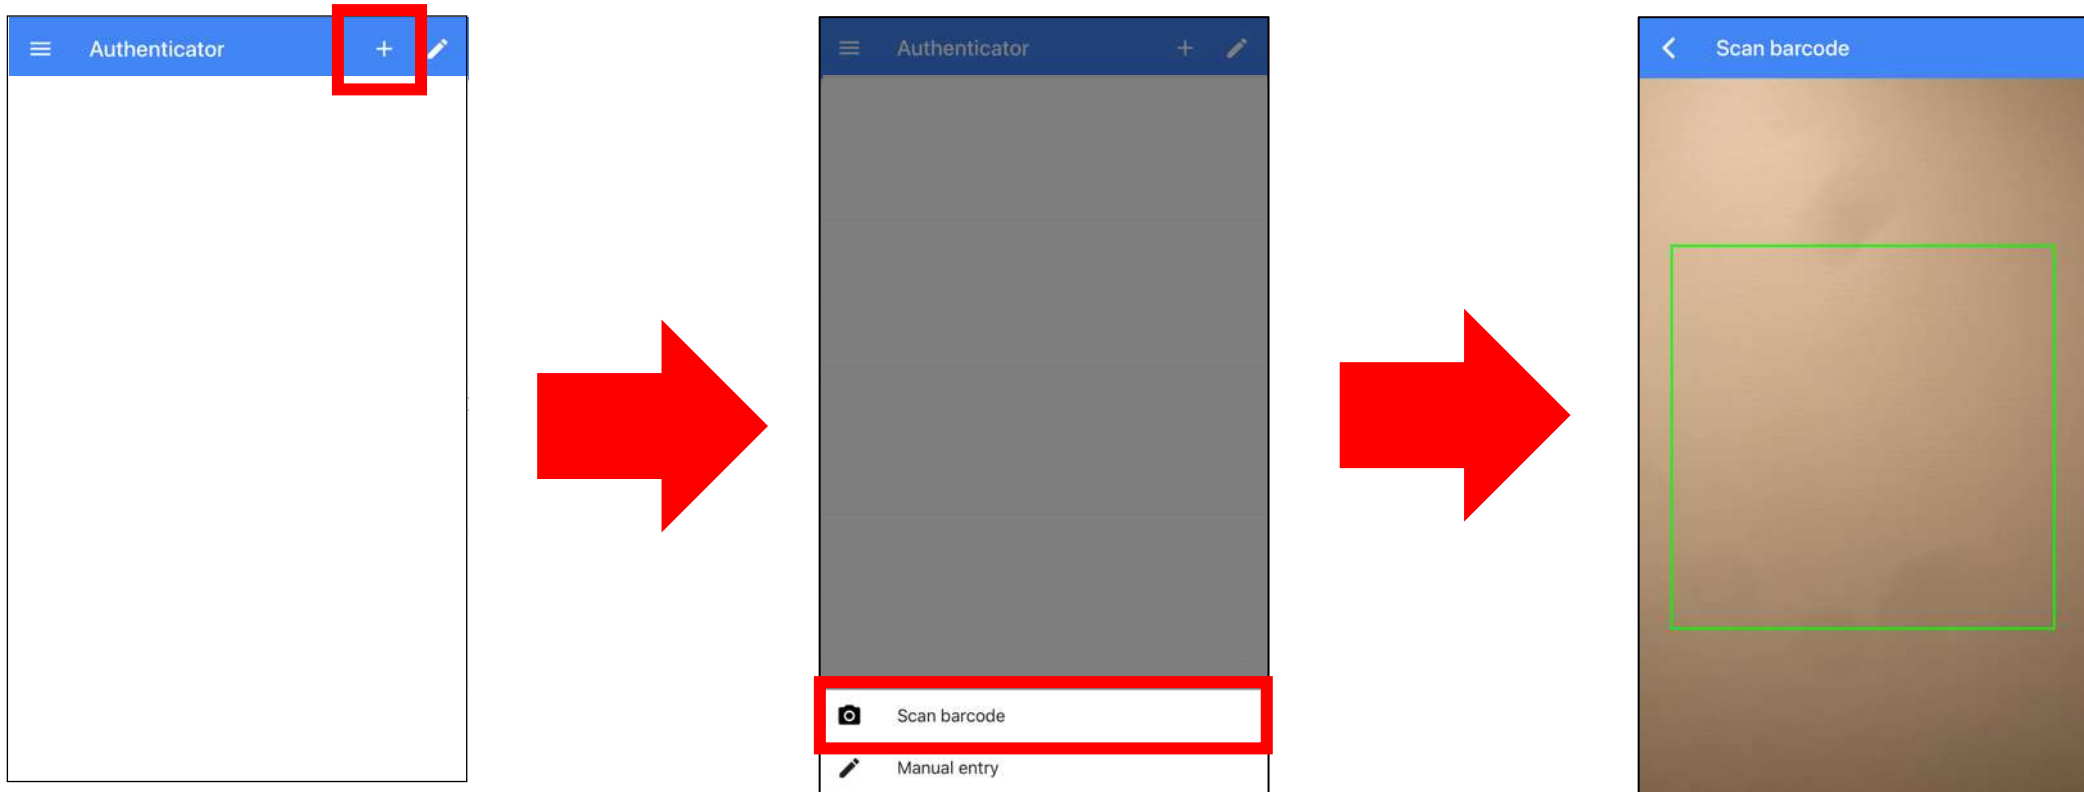 Authenticator +
Authenticator +
Scan barcode
Manual entry
Scan barcode